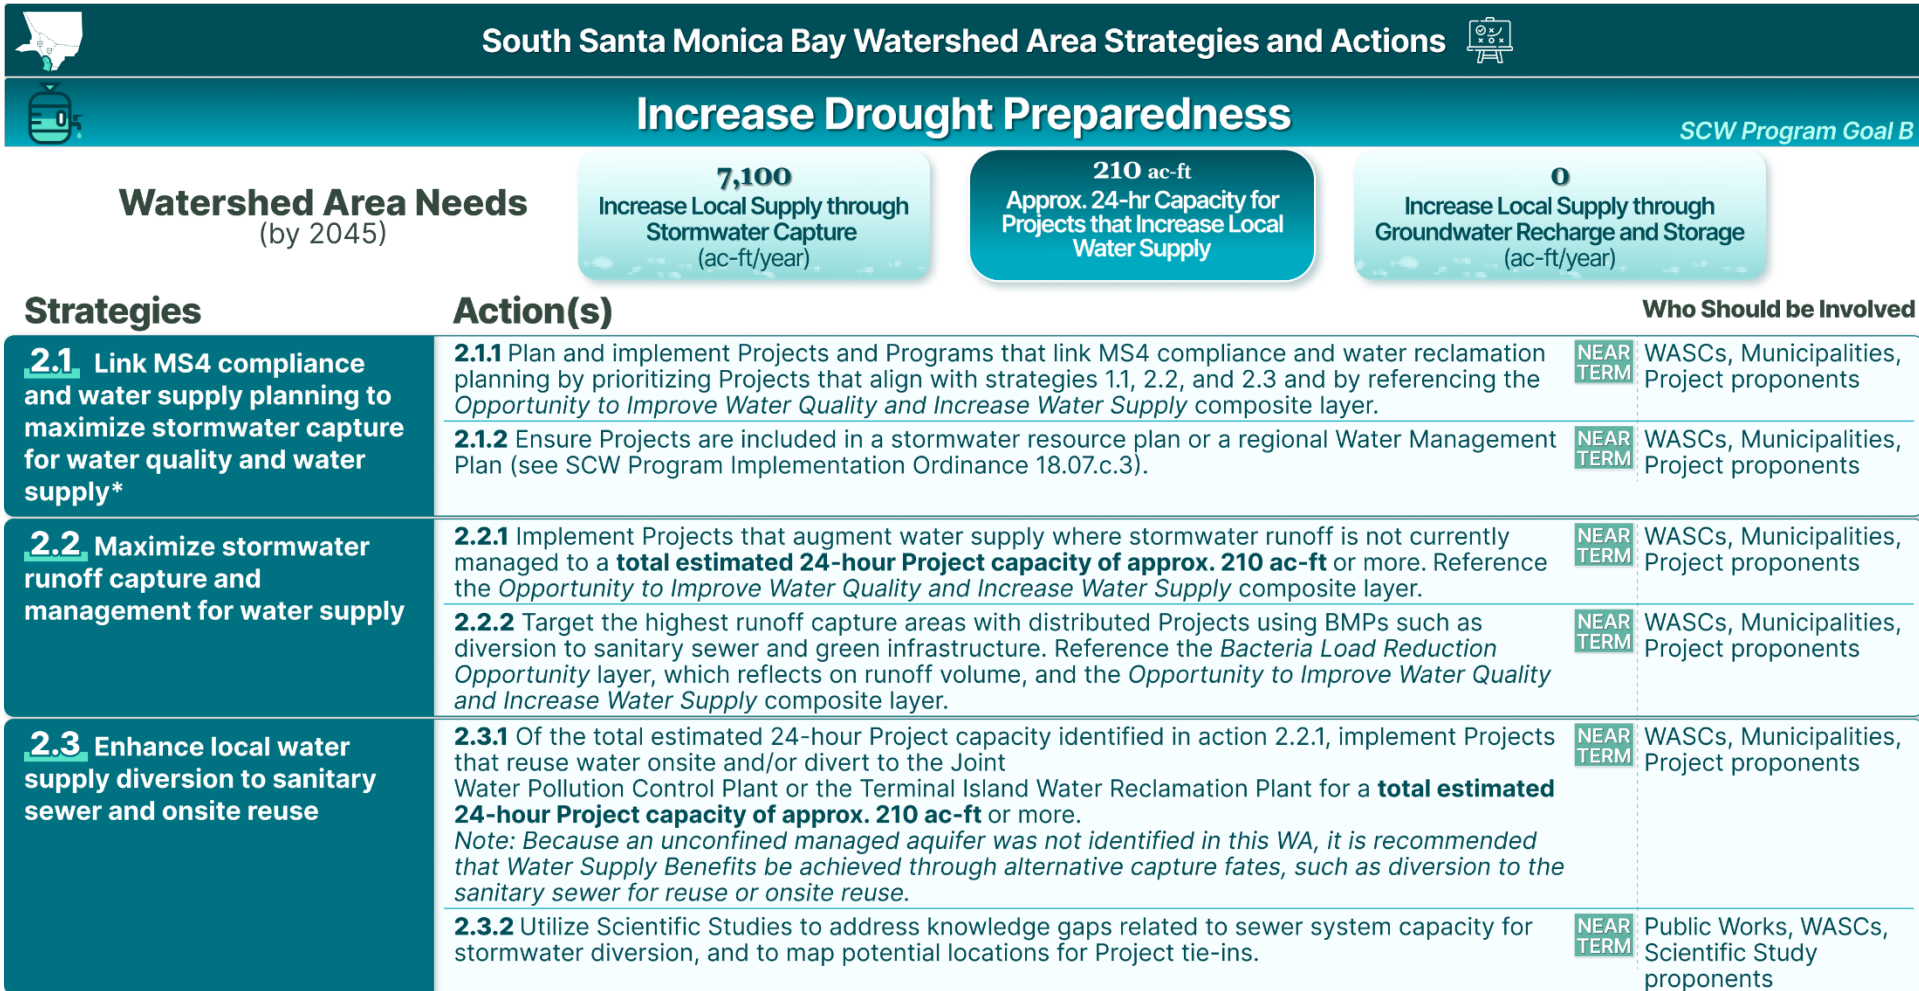 South Santa Monica Bay Watershed Area Strategies and Actions
Increase Drought Preparedness
SCW Program Goal B
Watershed Area Needs
(by 2045)
7,100
Increase Local Supply through
Stormwater Capture
(ac-ft/year)
210 ac-ft
Approx. 24-hr Capacity for
Projects that Increase Local
Water Supply
0
Increase Local Supply through
Groundwater Recharge and Storage
(ac-ft/year)
Strategies
Action(s)
Who Should be Involved
2.1 Link MS4 compliance
and water supply planning to
maximize stormwater capture
for water quality and water
supply*
2.1.1 Plan and implement Projects and Programs that link MS4 compliance and water reclamation
planning by prioritizing Projects that align with strategies 1.1, 2.2, and 2.3 and by referencing the
Opportunity to Improve Water Quality and Increase Water Supply composite layer.
NEAR
TERM
WASCs, Municipalities,
Project proponents
2.1.2 Ensure Projects are included in a stormwater resource plan or a regional Water Management
Plan (see SCW Program Implementation Ordinance 18.07.c.3).
NEAR
TERM
WASCs, Municipalities,
Project proponents
2.2 Maximize stormwater
runoff capture and
management for water supply
2.2.1 Implement Projects that augment water supply where stormwater runoff is not currently
managed to a total estimated 24-hour Project capacity of approx. 210 ac-ft or more. Reference
the Opportunity to Improve Water Quality and Increase Water Supply composite layer.
NEAR
TERM
WASCs, Municipalities,
Project proponents
2.2.2 Target the highest runoff capture areas with distributed Projects using BMPs such as
diversion to sanitary sewer and green infrastructure. Reference the Bacteria Load Reduction
Opportunity layer, which reflects on runoff volume, and the Opportunity to Improve Water Quality
and Increase Water Supply composite layer.
NEAR
TERM
WASCs, Municipalities,
Project proponents
2.3 Enhance local water
supply diversion to sanitary
sewer and onsite reuse
2.3.1 Of the total estimated 24-hour Project capacity identified in action 2.2.1, implement Projects
that reuse water onsite and/or divert to the Joint
Water Pollution Control Plant or the Terminal Island Water Reclamation Plant for a total estimated
24-hour Project capacity of approx. 210 ac-ft or more.
Note: Because an unconfined managed aquifer was not identified in this WA, it is recommended
that Water Supply Benefits be achieved through alternative capture fates, such as diversion to the
sanitary sewer for reuse or onsite reuse.
NEAR
TERM
WASCs, Municipalities,
Project proponents
2.3.2 Utilize Scientific Studies to address knowledge gaps related to sewer system capacity for
stormwater diversion, and to map potential locations for Project tie-ins.
NEAR
TERM
Public Works, WASCs,
Scientific Study
proponents